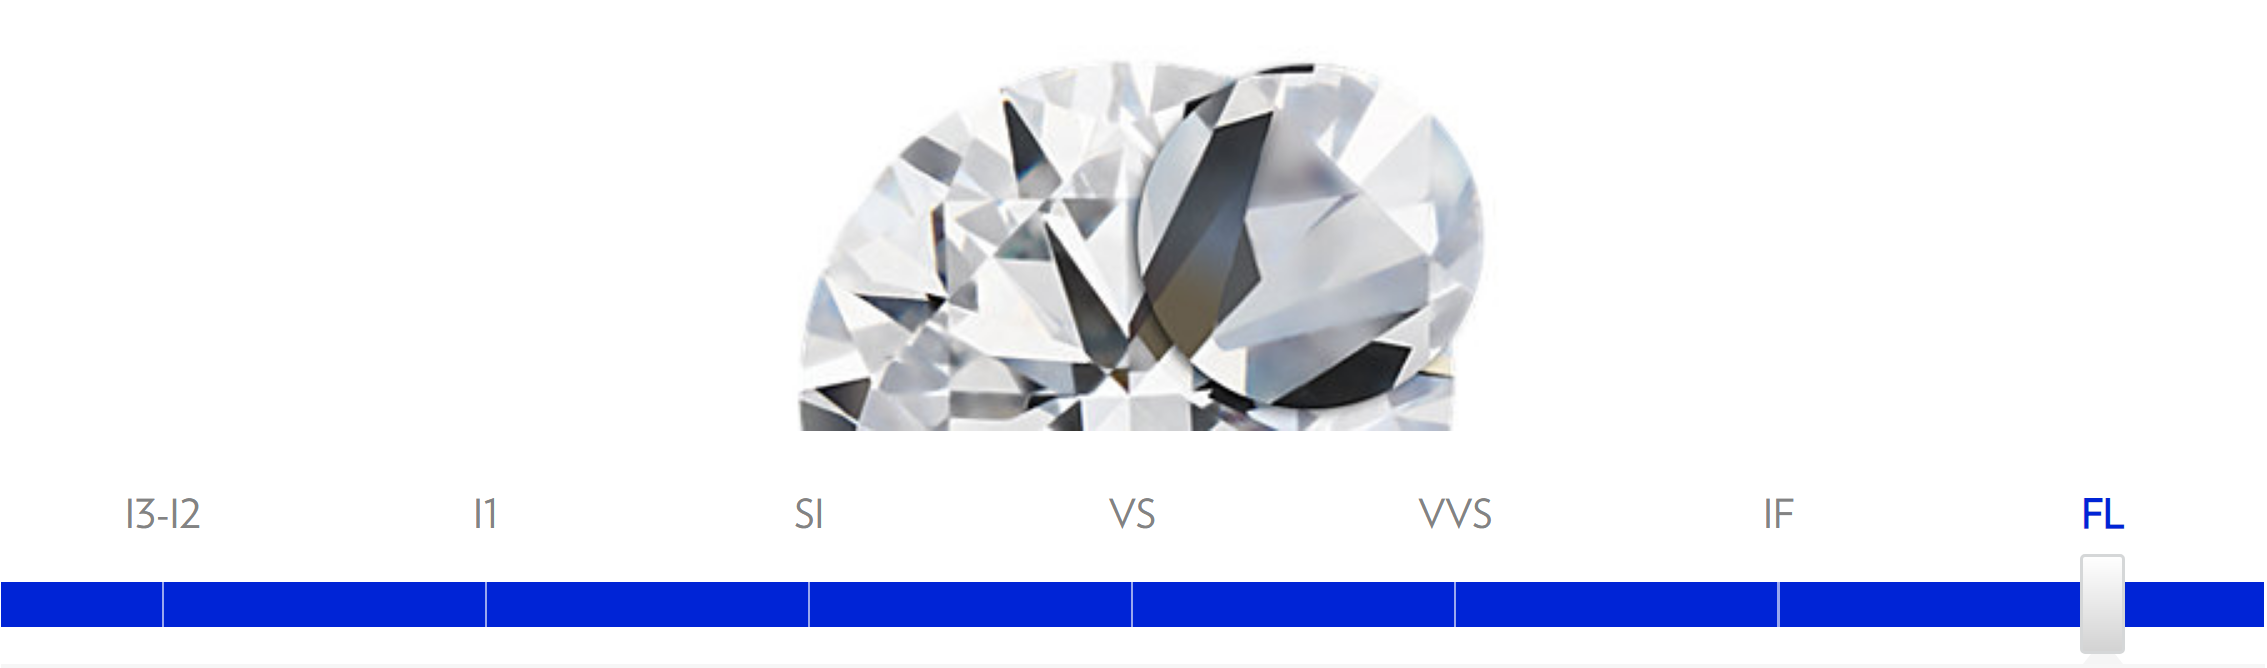 I3-I2 I1 SI VS VVS IF FL